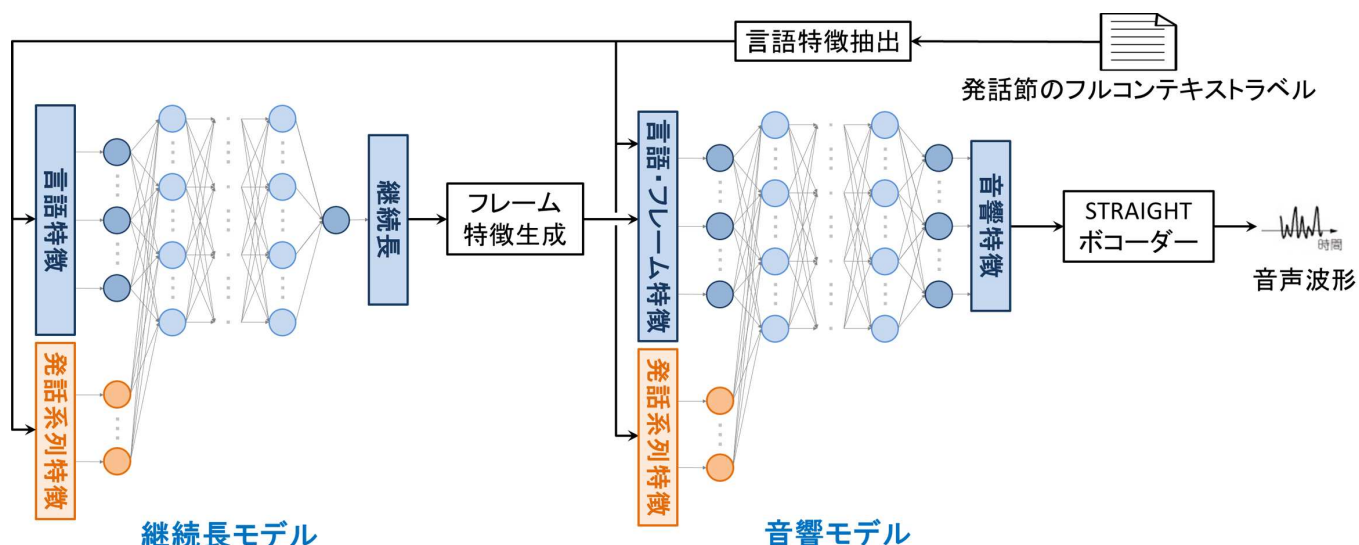 言語特徴抽出
発話節のフルコンテキストラベル
言語特徴
発話系列特徴
継続長
フレーム
特徴生成
言語・フレーム特徴
発話系列特徴
音響特徴
STRAIGHT
ボコーダー
時間
音声波形
継続長モデル
音響モデル